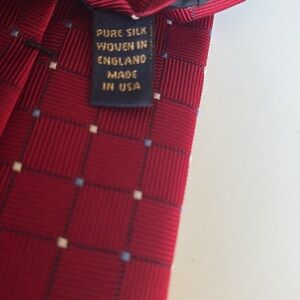 PURE SILK
WOVEN IN
ENGLAND
MADE
IN USA